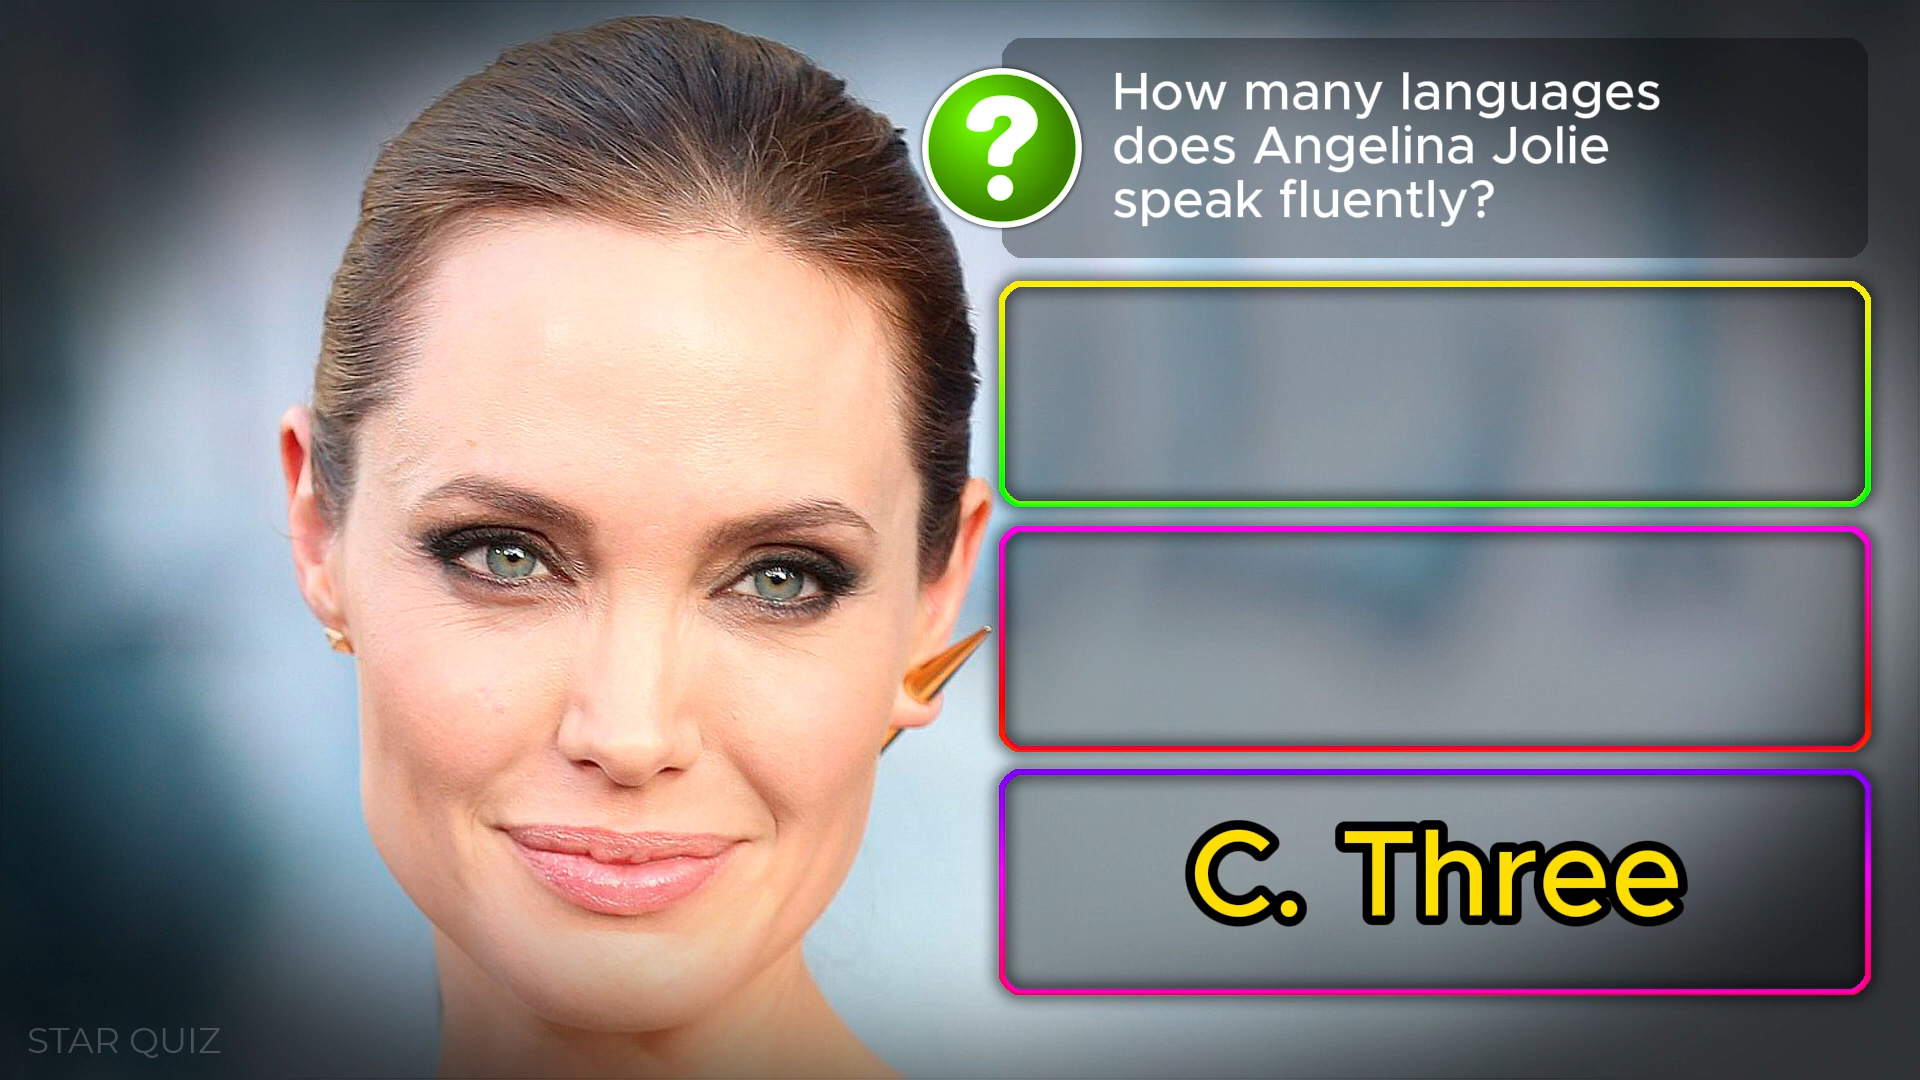 ?
How many languages
does Angelina Jolie
speak fluently?
C. Three
STAR QUIZ